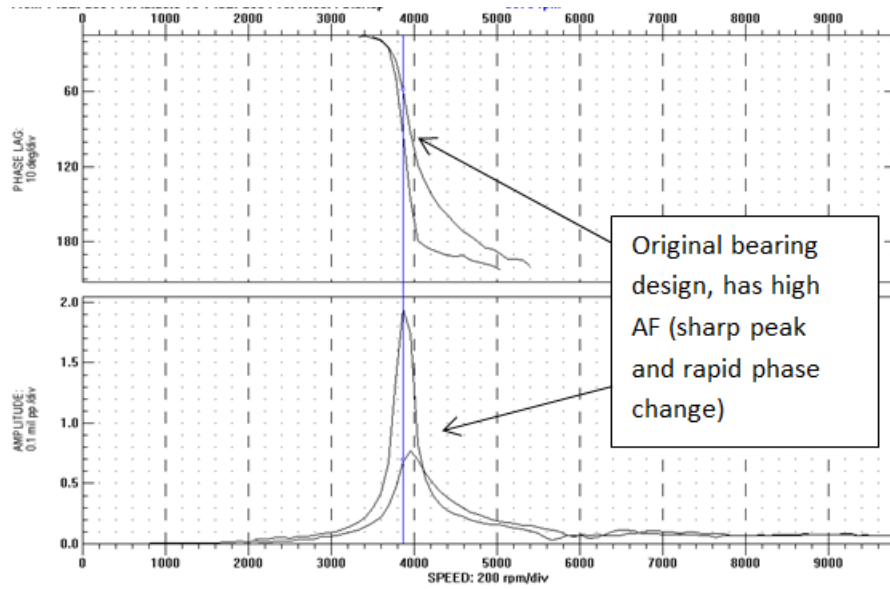 0 1000 2000 3000 4000 5000 6000 7000 8000 9000
60
120
180
PHASE LAG:
10 deg/div
Original bearing
design, has high
AF (sharp peak
and rapid phase
change)
2.0
1.5
1.0
0.5
0.0
AMPLITUDE:
0.1 mil pp/div
0 1000 2000 3000 4000 5000 6000 7000 8000 9000
SPEED: 200 rpm/div